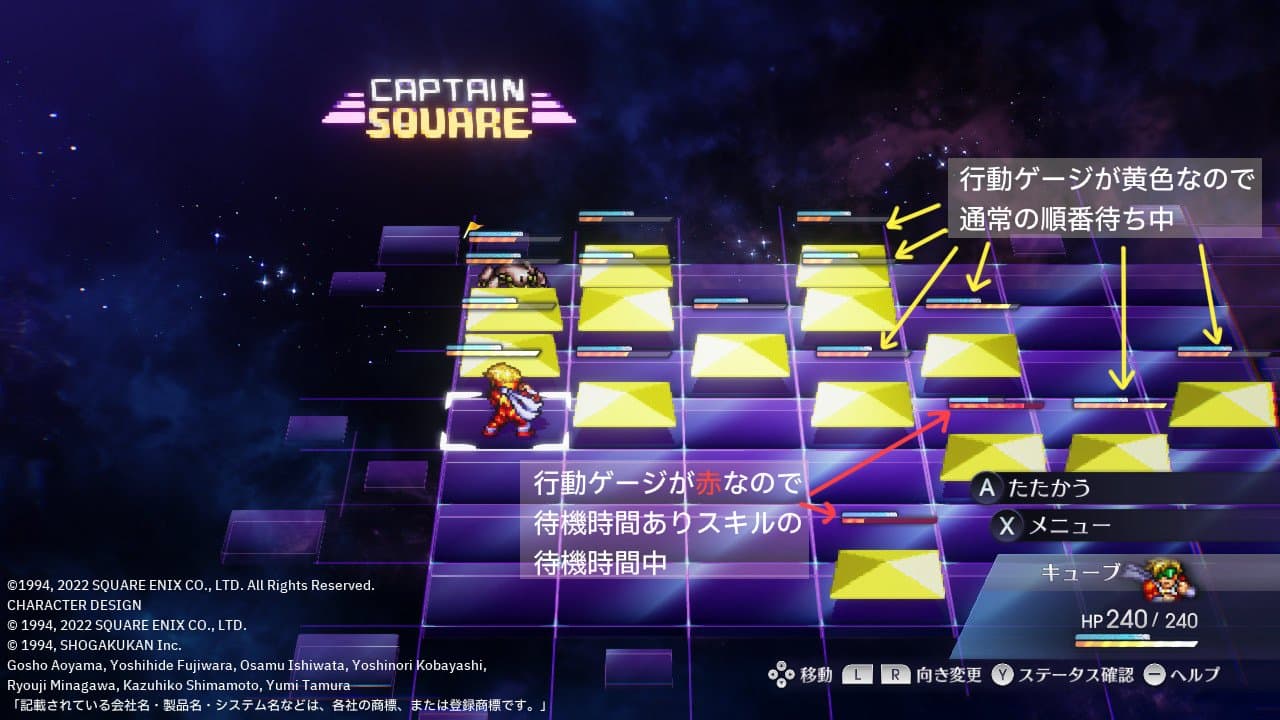 CAPTAIN
SQUARE
行動ゲージが黄色なので
通常の順番待ち中
行動ゲージが赤なので
待機時間ありスキルの
待機時間中
A たたかう
X メニュー
キューブ
HP 240 / 240
移動 L R 向き変更 Y ステータス確認 − ヘルプ
©1994, 2022 SQUARE ENIX CO., LTD. All Rights Reserved.
CHARACTER DESIGN
© 1994, 2022 SQUARE ENIX CO., LTD.
© 1994, SHOGAKUKAN Inc.
Gosho Aoyama, Yoshihide Fujiwara, Osamu Ishiwata, Yoshinori Kobayashi,
Ryouji Minagawa, Kazuhiko Shimamoto, Yumi Tamura
「記載されている会社名・製品名・システム名などは、各社の商標、または登録商標です。」